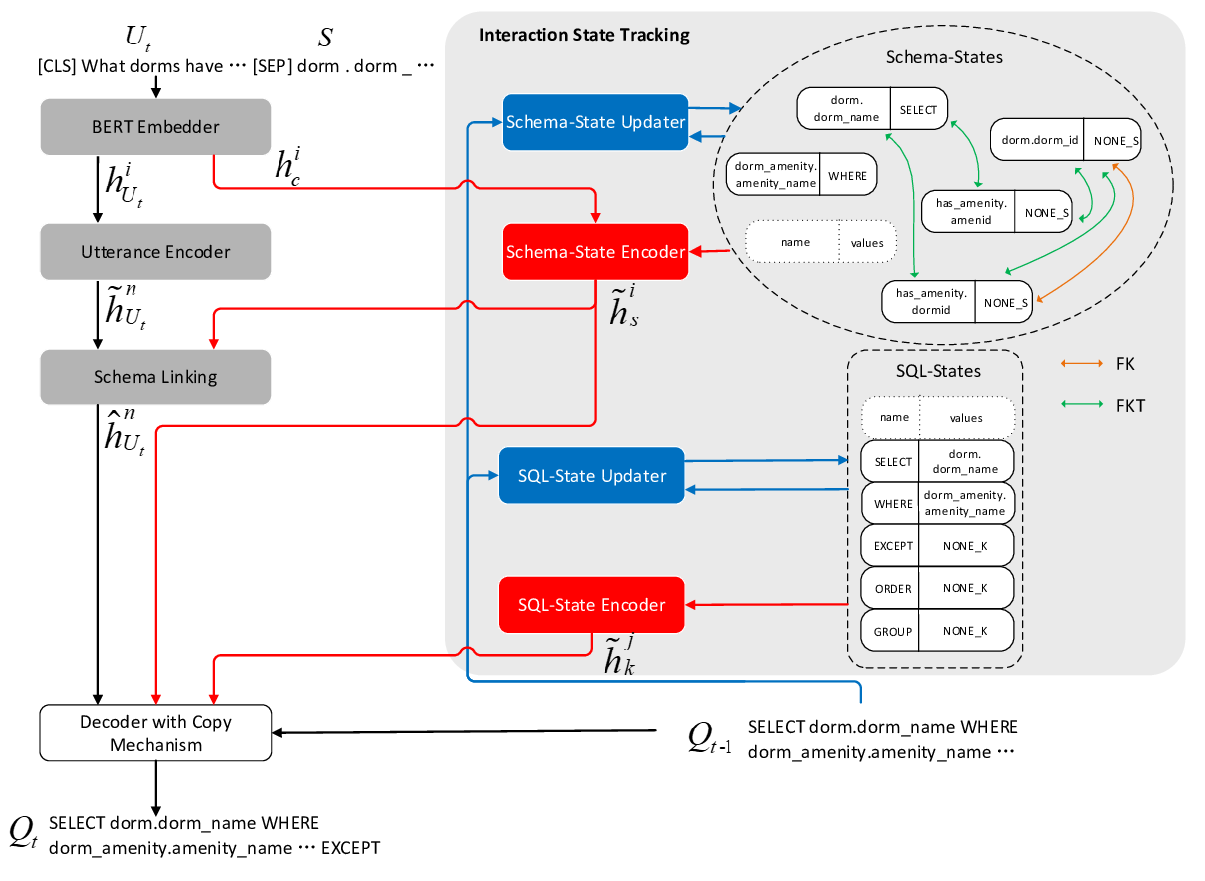 U_t
S
[CLS] What dorms have ··· [SEP] dorm . dorm _ ···
BERT Embedder
h^i_{U_t}
h^i_c
Utterance Encoder
h̃^n_{U_t}
Schema Linking
ĥ^n_{U_t}
Decoder with Copy
Mechanism
Q_t
SELECT dorm.dorm_name WHERE
dorm_amenity.amenity_name ··· EXCEPT
Interaction State Tracking
Schema-State Updater
Schema-State Encoder
h̃^i_s
SQL-State Updater
SQL-State Encoder
h̃^j_k
Schema-States
dorm.
dorm_name
SELECT
dorm.dorm_id
NONE_S
dorm_amenity.
amenity_name
WHERE
has_amenity.
amenid
NONE_S
name
values
has_amenity.
dormid
NONE_S
SQL-States
name
values
SELECT
dorm.
dorm_name
WHERE
dorm_amenity.
amenity_name
EXCEPT
NONE_K
ORDER
NONE_K
GROUP
NONE_K
FK
FKT
Q_{t-1}
SELECT dorm.dorm_name WHERE
dorm_amenity.amenity_name ···